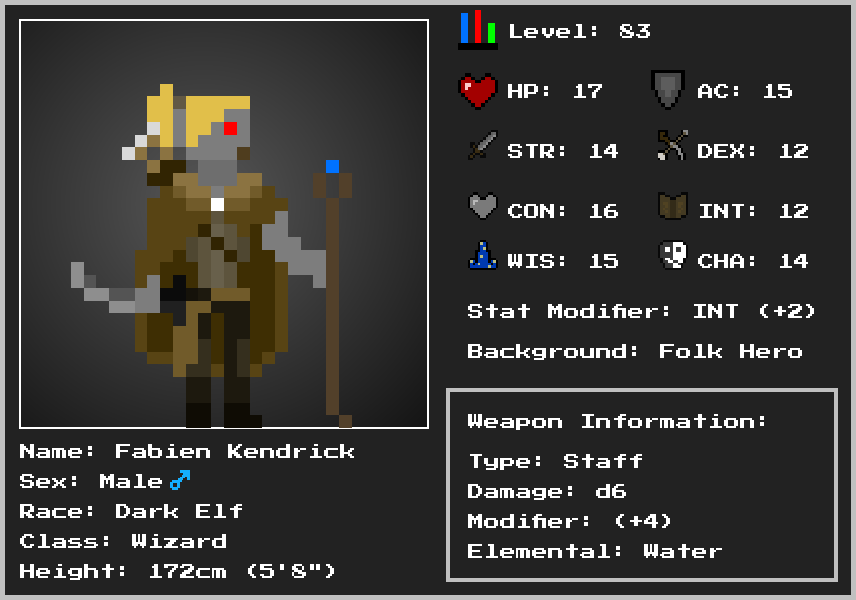 Level: 83
HP: 17
AC: 15
STR: 14
DEX: 12
CON: 16
INT: 12
WIS: 15
CHA: 14
Stat Modifier: INT (+2)
Background: Folk Hero
Weapon Information:
Type: Staff
Damage: d6
Modifier: (+4)
Elemental: Water
Name: Fabien Kendrick
Sex: Male♂
Race: Dark Elf
Class: Wizard
Height: 172cm (5'8")